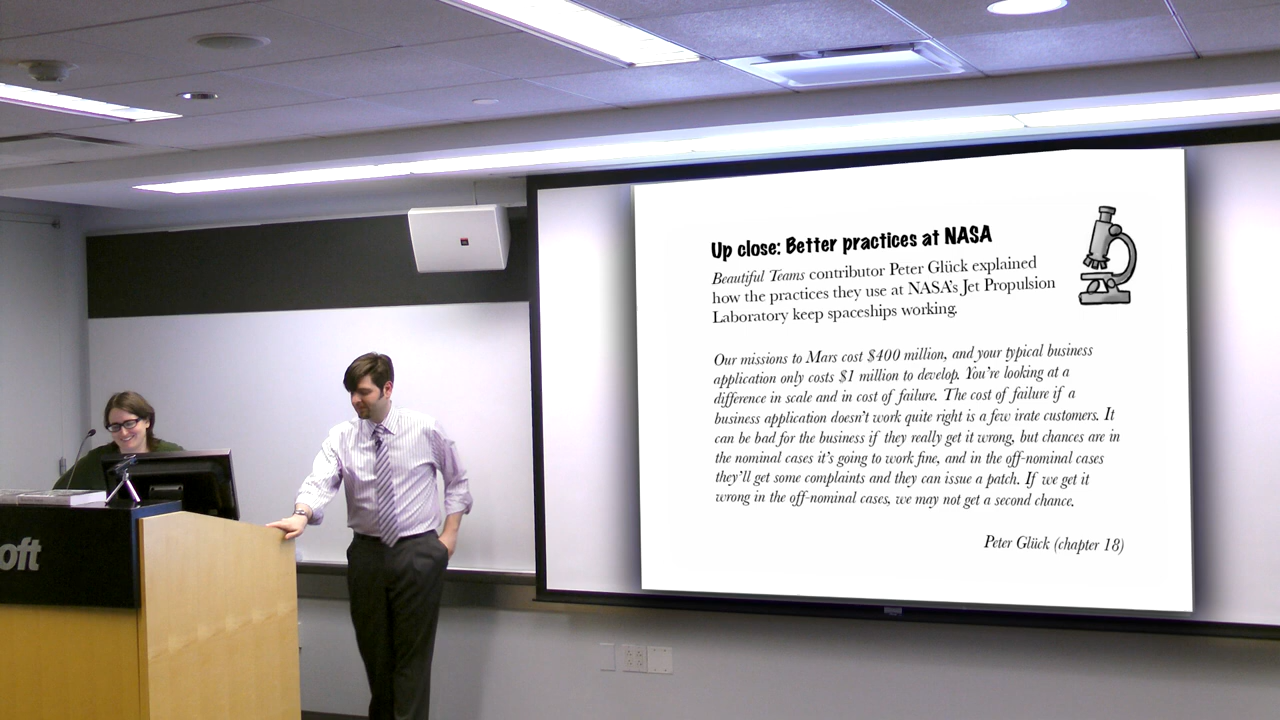 Up close: Better practices at NASA
Beautiful Teams contributor Peter Glück explained
how the practices they use at NASA's Jet Propulsion
Laboratory keep spaceships working.
Our missions to Mars cost $400 million, and your typical business
application only costs $1 million to develop. You're looking at a
difference in scale and in cost of failure. The cost of failure if a
business application doesn't work quite right is a few irate customers. It
can be bad for the business if they really get it wrong, but chances are in
the nominal cases it's going to work fine, and in the off-nominal cases
they'll get some complaints and they can issue a patch. If we get it
wrong in the off-nominal cases, we may not get a second chance.
Peter Glück (chapter 18)
oft